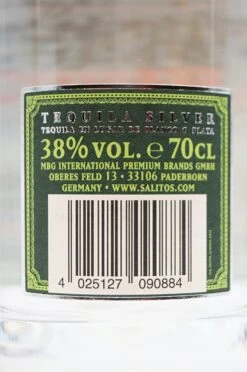 TEQUILA SILVER
TEQUILA EN LUGAR DE BLANCO O PLATA
38% VOL. ℮ 70CL
MBG INTERNATIONAL PREMIUM BRANDS GMBH
OBERES FELD 13 • 33106 PADERBORN
GERMANY • WWW.SALITOS.COM
4 025127 090884